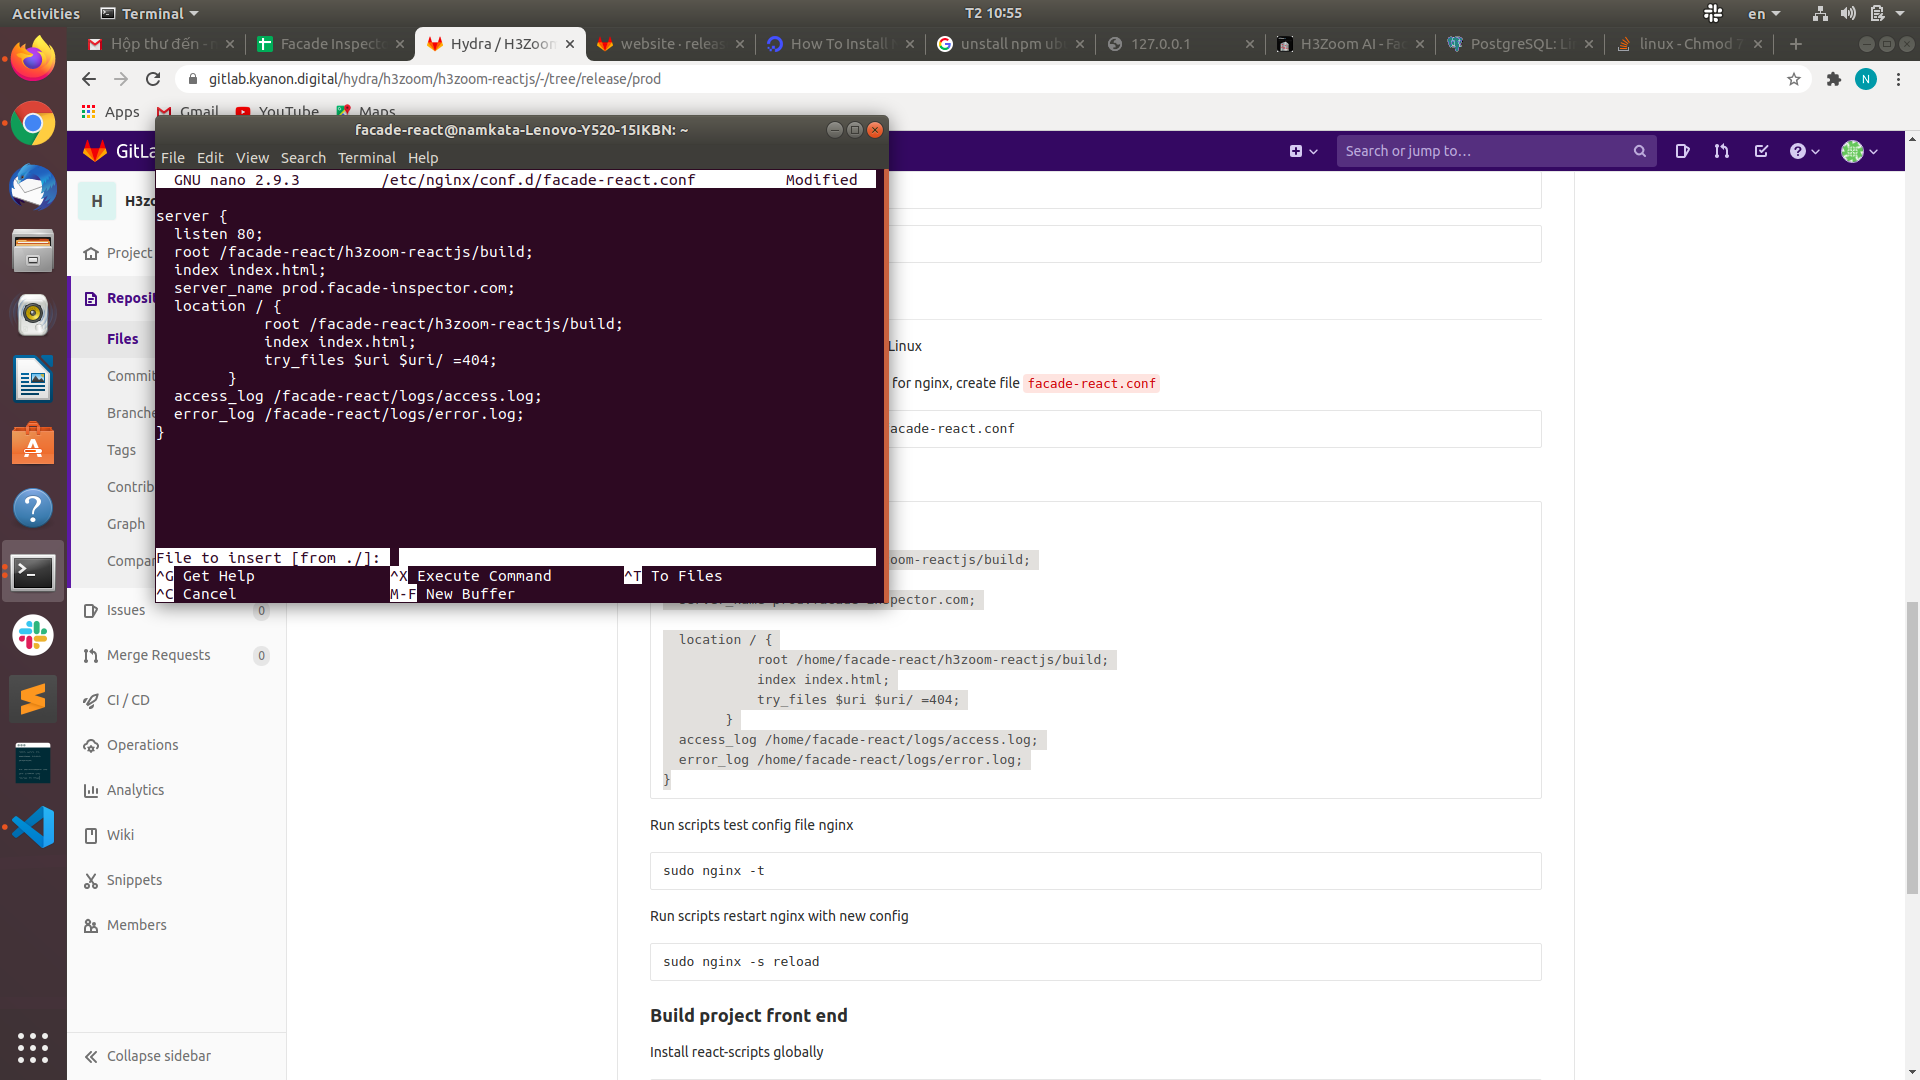 Activities Terminal T2 10:55 en
Hộp thư đến - Facade Inspecto Hydra / H3Zoom website · releas How To Install unstall npm ub 127.0.0.1 H3Zoom AI - Fac PostgreSQL: Li linux - Chmod 7
gitlab.kyanon.digital/hydra/h3zoom/h3zoom-reactjs/-/tree/release/prod
N
Apps Gmail YouTube Maps
facade-react@namkata-Lenovo-Y520-15IKBN: ~
File Edit View Search Terminal Help
GNU nano 2.9.3 /etc/nginx/conf.d/facade-react.conf Modified
server {
listen 80;
root /facade-react/h3zoom-reactjs/build;
index index.html;
server_name prod.facade-inspector.com;
location / {
root /facade-react/h3zoom-reactjs/build;
index index.html;
try_files $uri $uri/ =404;
}
access_log /facade-react/logs/access.log;
error_log /facade-react/logs/error.log;
}
File to insert [from ./]:
^G Get Help ^X Execute Command ^T To Files
^C Cancel M-F New Buffer
GitLa
Search or jump to…
H H3zo
Project
Reposit
Files
Commit
Branche
Tags
Contrib
Graph
Compar
Issues 0
Merge Requests 0
CI / CD
Operations
Analytics
Wiki
Snippets
Members
Collapse sidebar
Linux
for nginx, create file facade-react.conf
acade-react.conf
oom-reactjs/build;
server_name prod.facade-inspector.com;
location / {
root /home/facade-react/h3zoom-reactjs/build;
index index.html;
try_files $uri $uri/ =404;
}
access_log /home/facade-react/logs/access.log;
error_log /home/facade-react/logs/error.log;
}
Run scripts test config file nginx
sudo nginx -t
Run scripts restart nginx with new config
sudo nginx -s reload
Build project front end
Install react-scripts globally